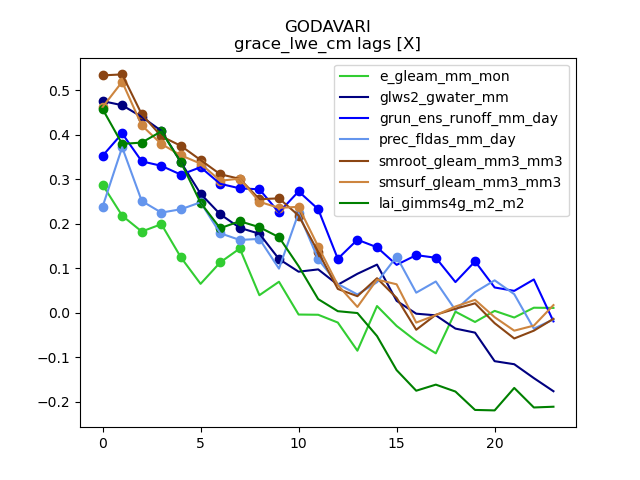 GODAVARI
grace_lwe_cm lags [X]
e_gleam_mm_mon
glws2_gwater_mm
grun_ens_runoff_mm_day
prec_fldas_mm_day
smroot_gleam_mm3_mm3
smsurf_gleam_mm3_mm3
lai_gimms4g_m2_m2
0.5
0.4
0.3
0.2
0.1
0.0
−0.1
−0.2
0 5 10 15 20